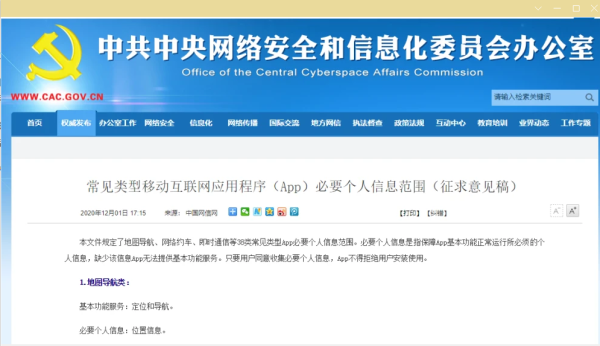 中共中央网络安全和信息化委员会办公室
Office of the Central Cyberspace Affairs Commission
WWW.CAC.GOV.CN
请输入检索关键词
首页 权威发布 办公室工作 网络安全 信息化 网络传播 国际交流 地方网信 执法督查 政策法规 互动中心 教育培训 业界动态 工作专题
常见类型移动互联网应用程序（App）必要个人信息范围（征求意见稿）
2020年12月01日 17:15 来源： 中国网信网 【打印】【纠错】
本文件规定了地图导航、网络约车、即时通信等38类常见类型App必要个人信息范围。必要个人信息是指保障App基本功能正常运行所必须的个
人信息，缺少该信息App无法提供基本功能服务。只要用户同意收集必要个人信息，App不得拒绝用户安装使用。
1.地图导航类：
基本功能服务：定位和导航。
必要个人信息：位置信息。